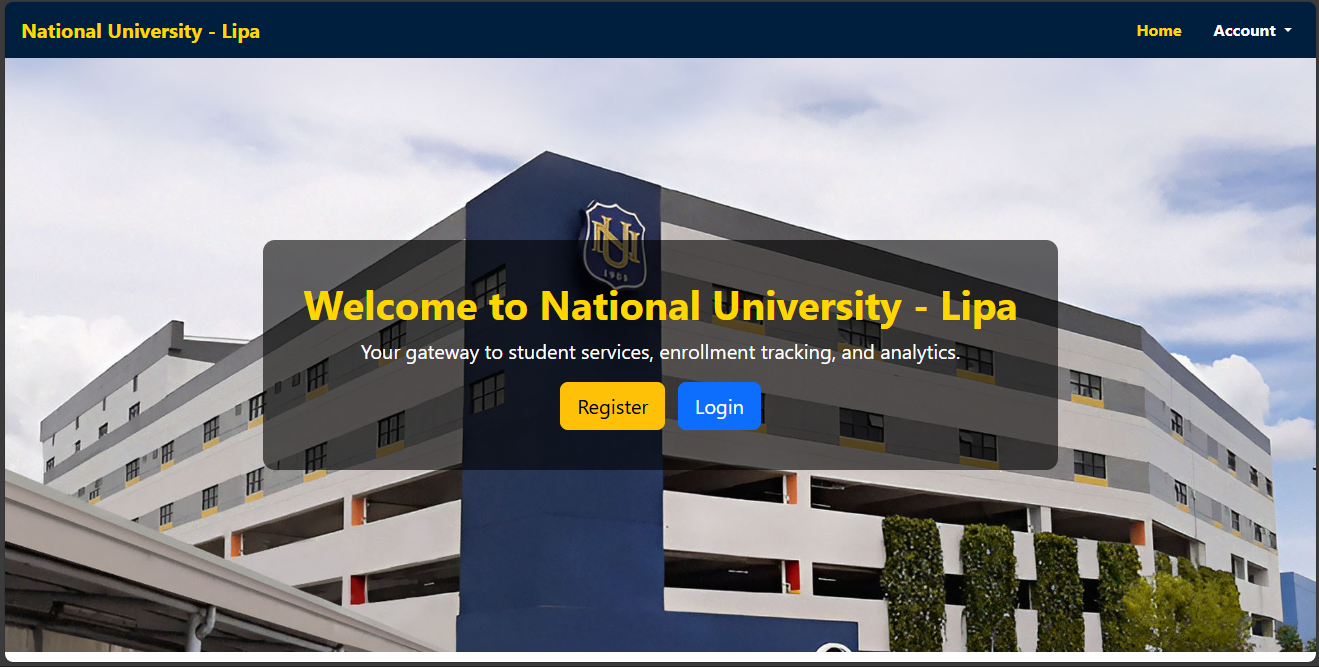 National University - Lipa
Home
Account
NU
1900
Welcome to National University - Lipa
Your gateway to student services, enrollment tracking, and analytics.
Register
Login